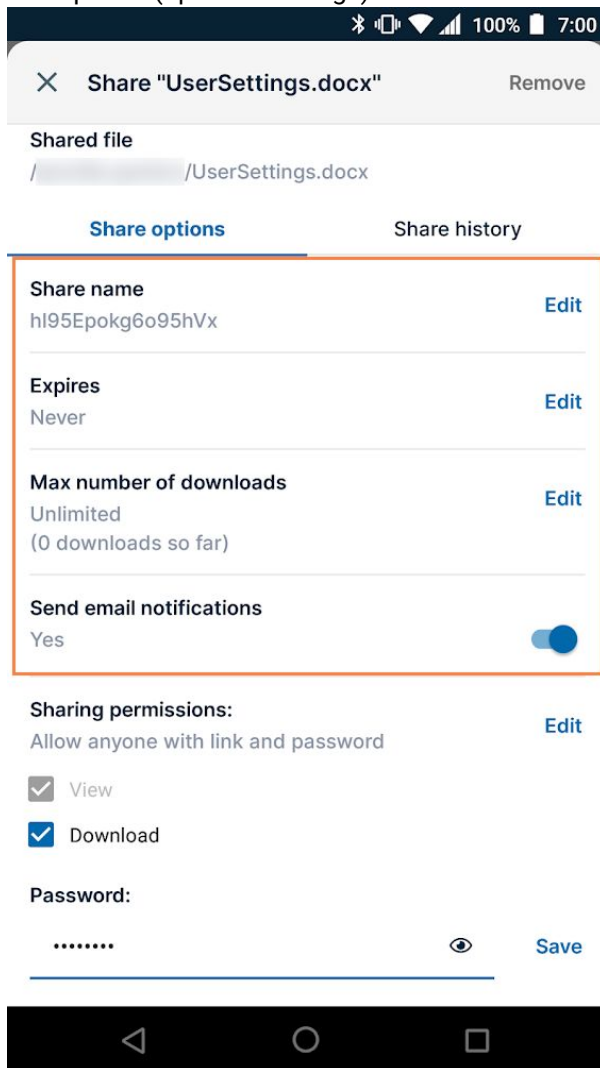 100% 7:00
Share "UserSettings.docx" Remove
Shared file
/ /UserSettings.docx
Share options Share history
Share name
Edit
hI95Epokg6o95hVx
Expires
Edit
Never
Max number of downloads
Edit
Unlimited
(0 downloads so far)
Send email notifications
Yes
Sharing permissions:
Edit
Allow anyone with link and password
View
Download
Password:
•••••••• Save